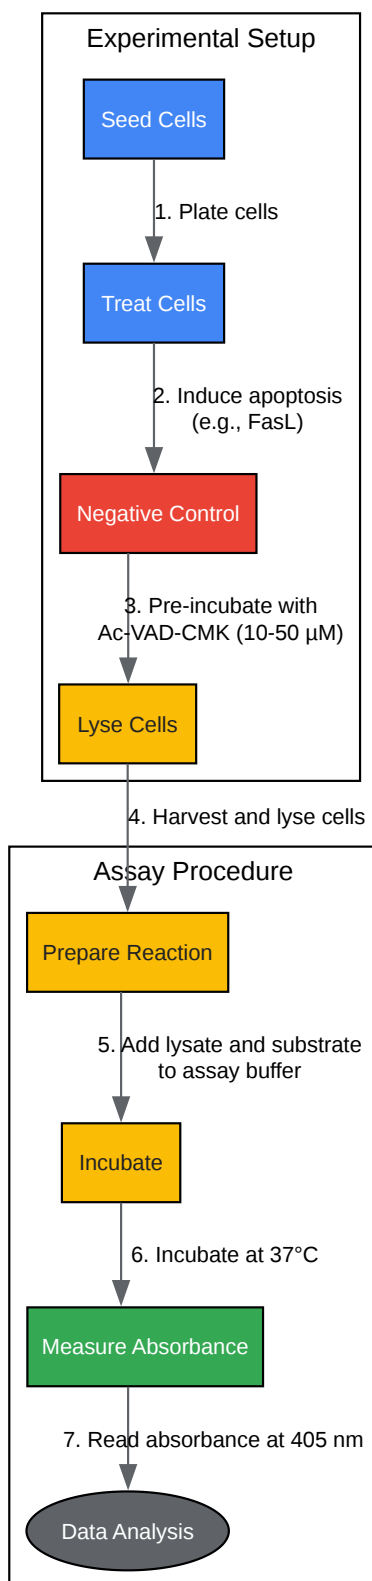 Experimental Setup
Seed Cells
1. Plate cells
Treat Cells
2. Induce apoptosis
(e.g., FasL)
Negative Control
3. Pre-incubate with
Ac-VAD-CMK (10-50 µM)
Lyse Cells
4. Harvest and lyse cells
Assay Procedure
Prepare Reaction
5. Add lysate and substrate
to assay buffer
Incubate
6. Incubate at 37°C
Measure Absorbance
7. Read absorbance at 405 nm
Data Analysis